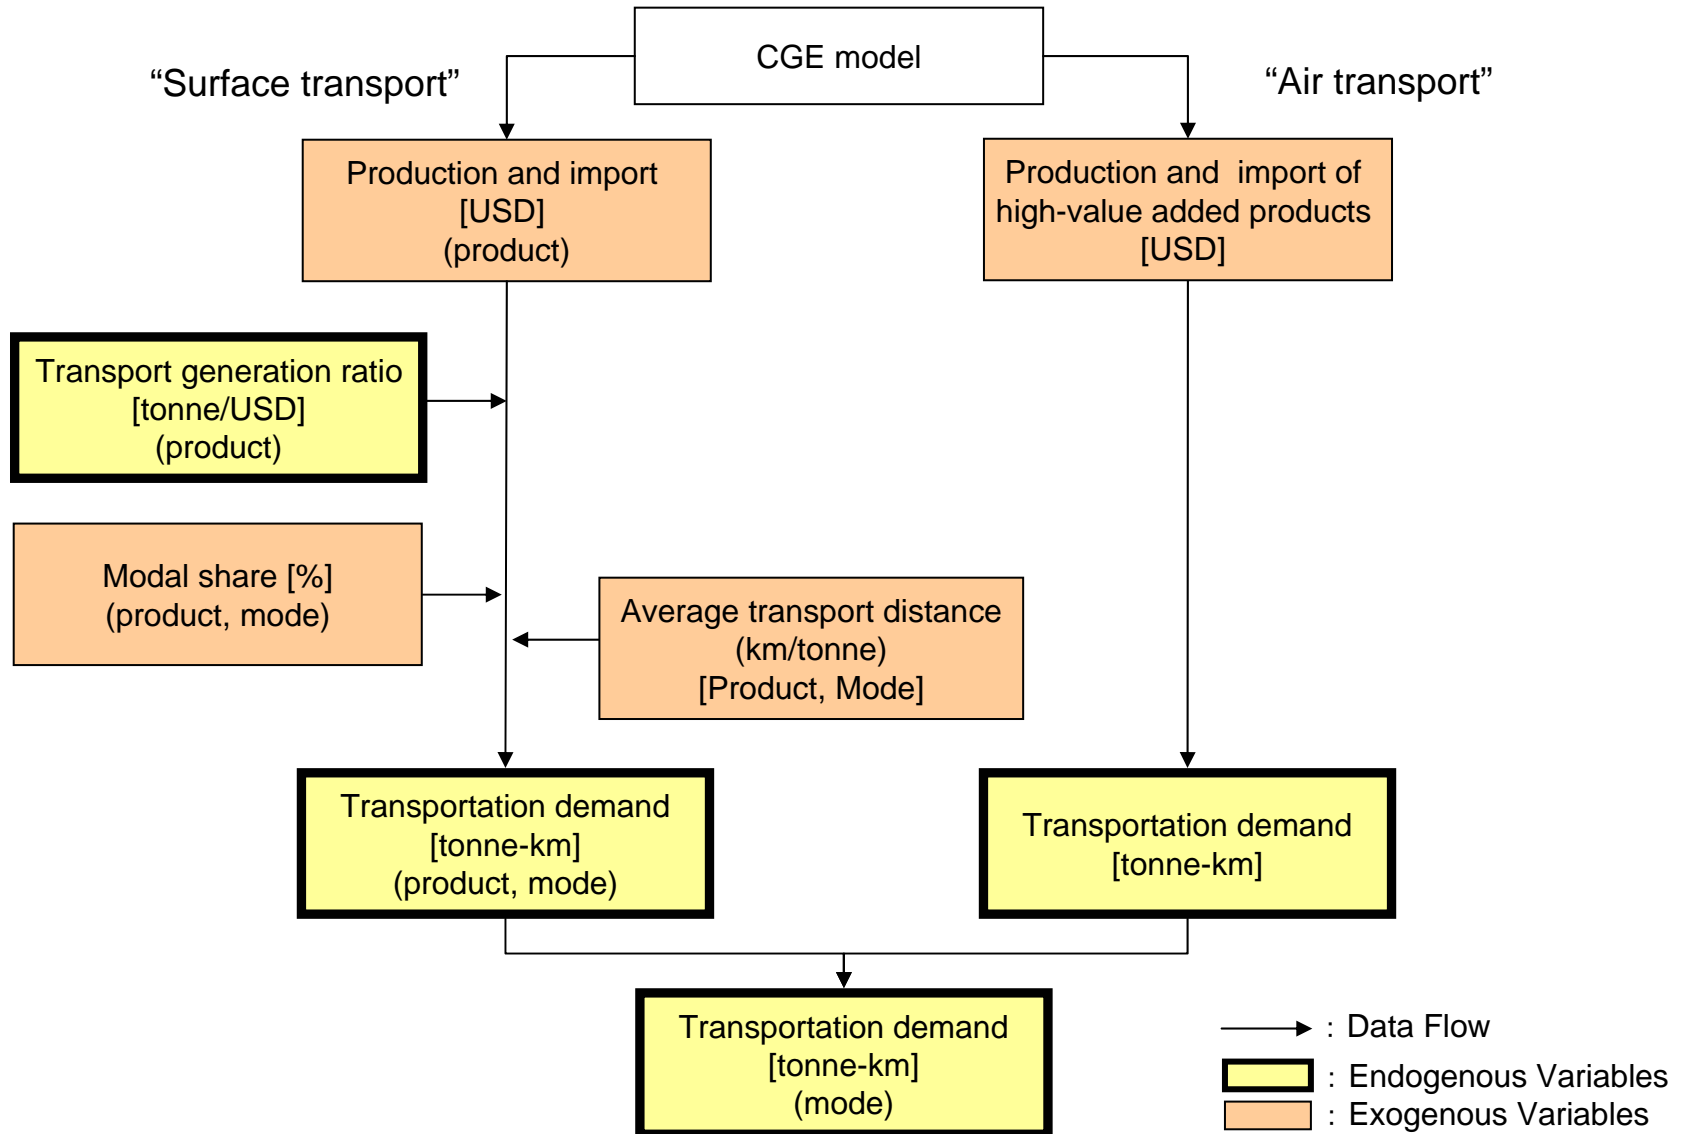 CGE model
“Surface transport”
“Air transport”
Production and import
[USD]
(product)
Production and import of
high-value added products
[USD]
Transport generation ratio
[tonne/USD]
(product)
Modal share [%]
(product, mode)
Average transport distance
(km/tonne)
[Product, Mode]
Transportation demand
[tonne-km]
(product, mode)
Transportation demand
[tonne-km]
Transportation demand
[tonne-km]
(mode)
: Data Flow
: Endogenous Variables
: Exogenous Variables